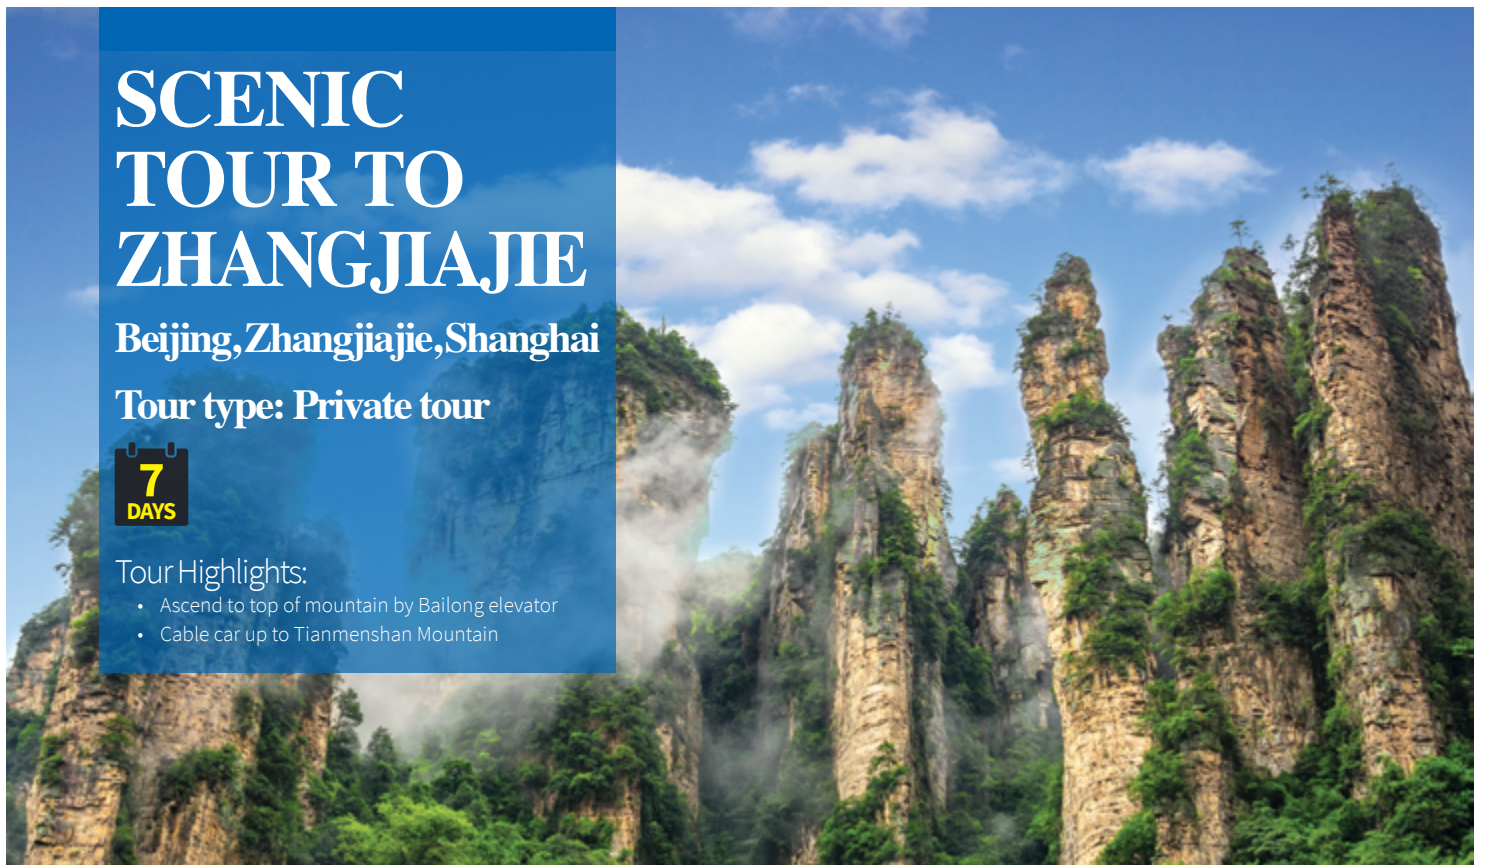 SCENIC
TOUR TO
ZHANGJIAJIE
Beijing,Zhangjiajie,Shanghai
Tour type: Private tour
7
DAYS
Tour Highlights:
• Ascend to top of mountain by Bailong elevator
• Cable car up to Tianmenshan Mountain